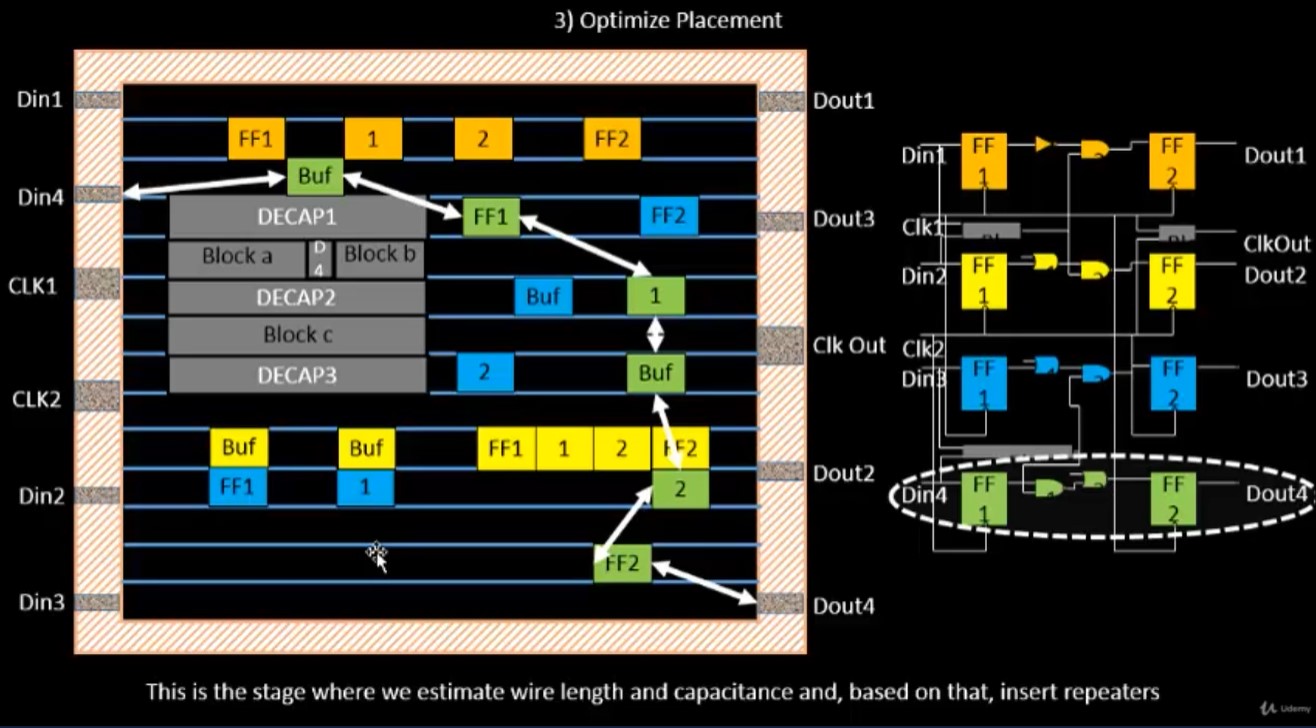 3) Optimize Placement
Din1
Dout1
FF1 1 2 FF2
Buf
Din4
DECAP1
FF1
FF2
Dout3
Block a
D
4
Block b
CLK1
DECAP2
Buf
1
Block c
Clk Out
DECAP3
2
Buf
CLK2
Buf
Buf
FF1 1 2 FF2
Dout2
FF1
1
2
Din2
FF2
Din3
Dout4
Din1
FF
1
FF
2
Dout1
Clk1
ClkOut
Din2
FF
1
FF
2
Dout2
Clk2
Din3
FF
1
FF
2
Dout3
Din4
FF
1
FF
2
Dout4
This is the stage where we estimate wire length and capacitance and, based on that, insert repeaters
Udemy